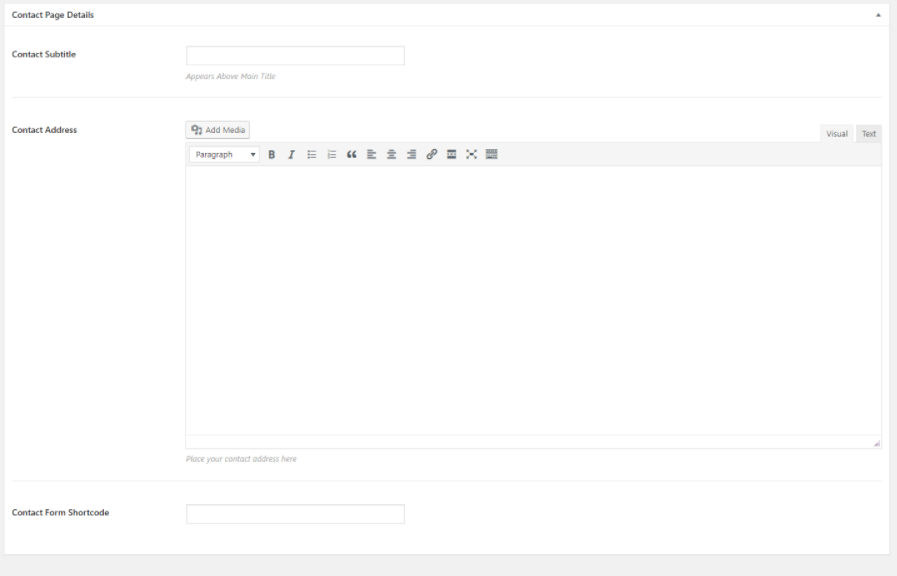 Contact Page Details
Contact Subtitle
Appears Above Main Title
Contact Address
Add Media
Visual Text
Paragraph B I
Place your contact address here
Contact Form Shortcode